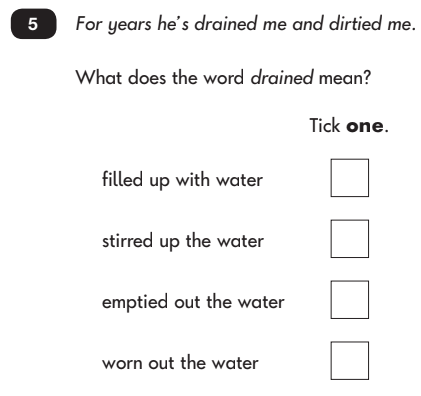 5 For years he's drained me and dirtied me.
What does the word drained mean?
Tick one.
filled up with water
stirred up the water
emptied out the water
worn out the water